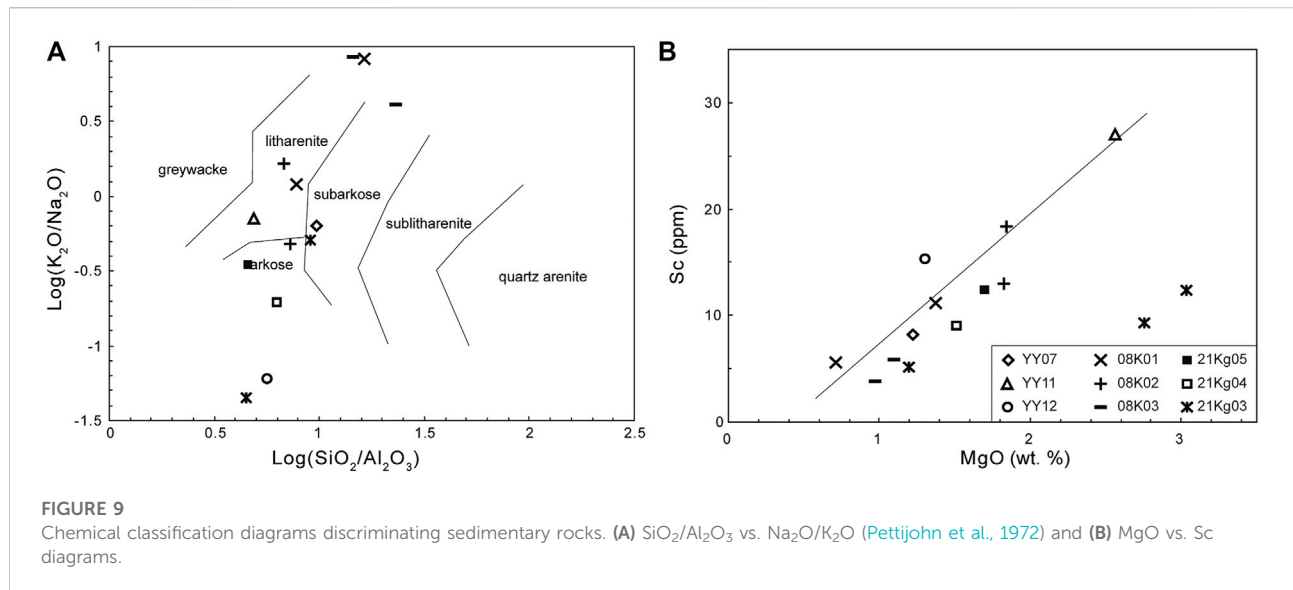 A
B
1
0.5
0
-0.5
-1
-1.5
0
0.5
1
1.5
2
2.5
Log(K₂O/Na₂O)
Log(SiO₂/Al₂O₃)
greywacke
litharenite
subarkose
sublitharenite
arkose
quartz arenite
30
20
10
0
0
1
2
3
Sc (ppm)
MgO (wt. %)
YY07
08K01
21Kg05
YY11
08K02
21Kg04
YY12
08K03
21Kg03
FIGURE 9
Chemical classification diagrams discriminating sedimentary rocks. (A) SiO₂/Al₂O₃ vs. Na₂O/K₂O (Pettijohn et al., 1972) and (B) MgO vs. Sc
diagrams.